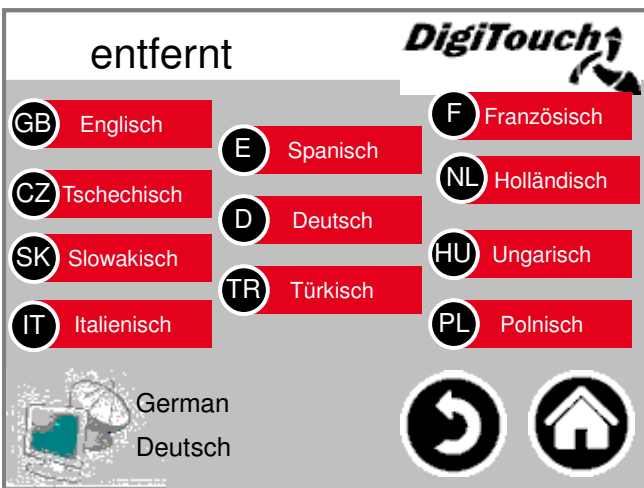 entfernt
DigiTouch
GB Englisch
CZ Tschechisch
SK Slowakisch
IT Italienisch
E Spanisch
D Deutsch
TR Türkisch
F Französisch
NL Holländisch
HU Ungarisch
PL Polnisch
German
Deutsch